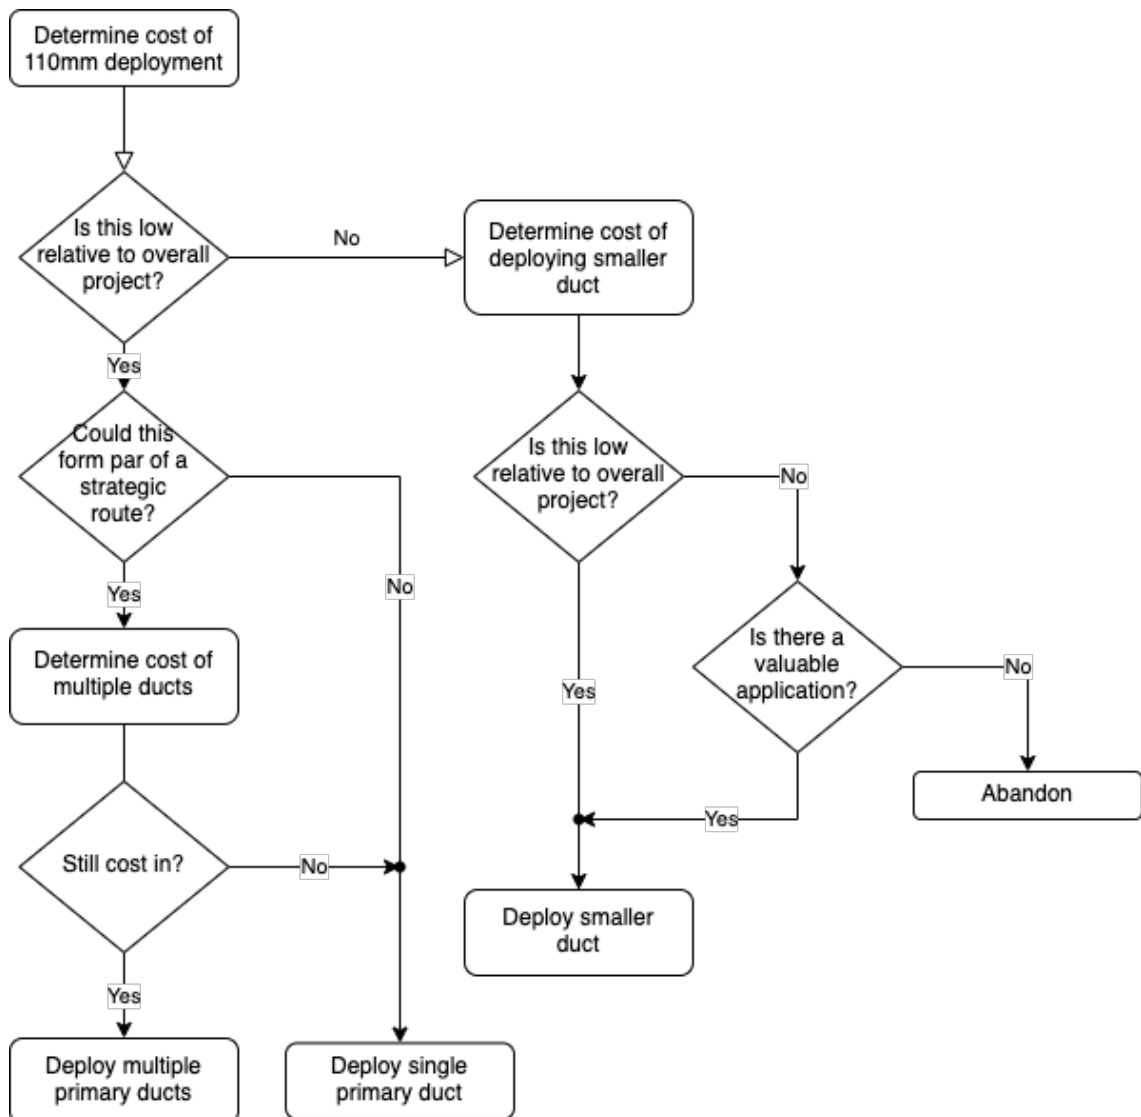 Determine cost of
110mm deployment
Is this low
relative to overall
project?
No
Determine cost of
deploying smaller
duct
Yes
Could this
form par of a
strategic
route?
No
Is this low
relative to overall
project?
No
Yes
Yes
Is there a
valuable
application?
No
Yes
Abandon
Determine cost of
multiple ducts
Still cost in?
No
Deploy smaller
duct
Yes
Deploy multiple
primary ducts
Deploy single
primary duct